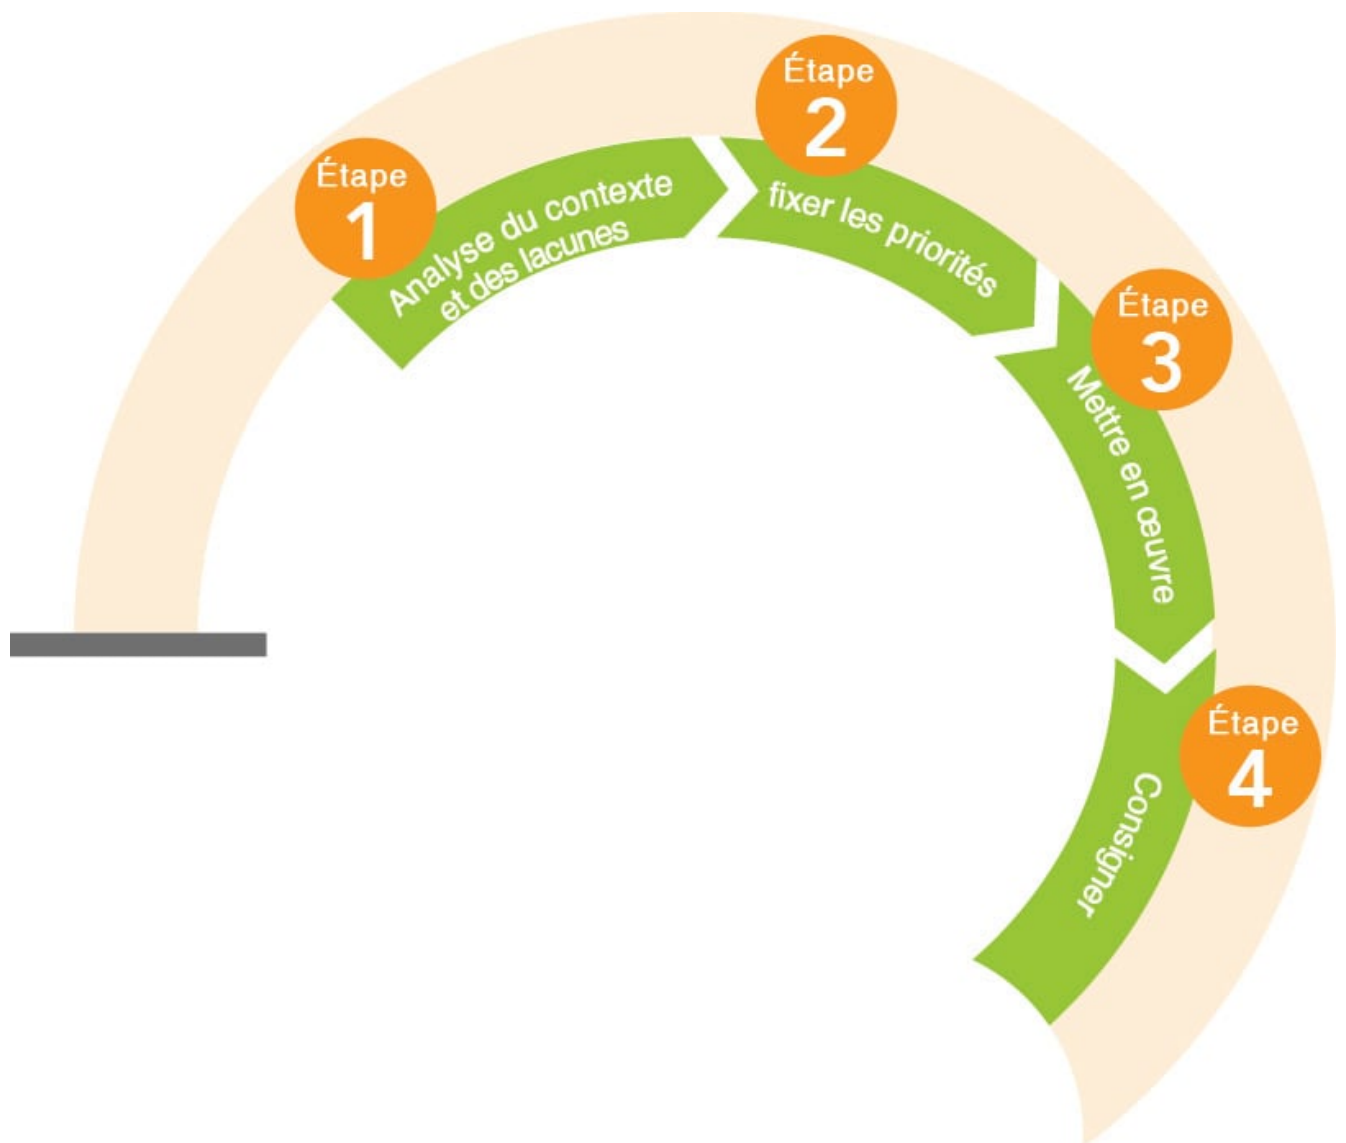 Étape
1
Analyse du contexte
et des lacunes
Étape
2
fixer les priorités
Étape
3
Mettre en œuvre
Étape
4
Consigner